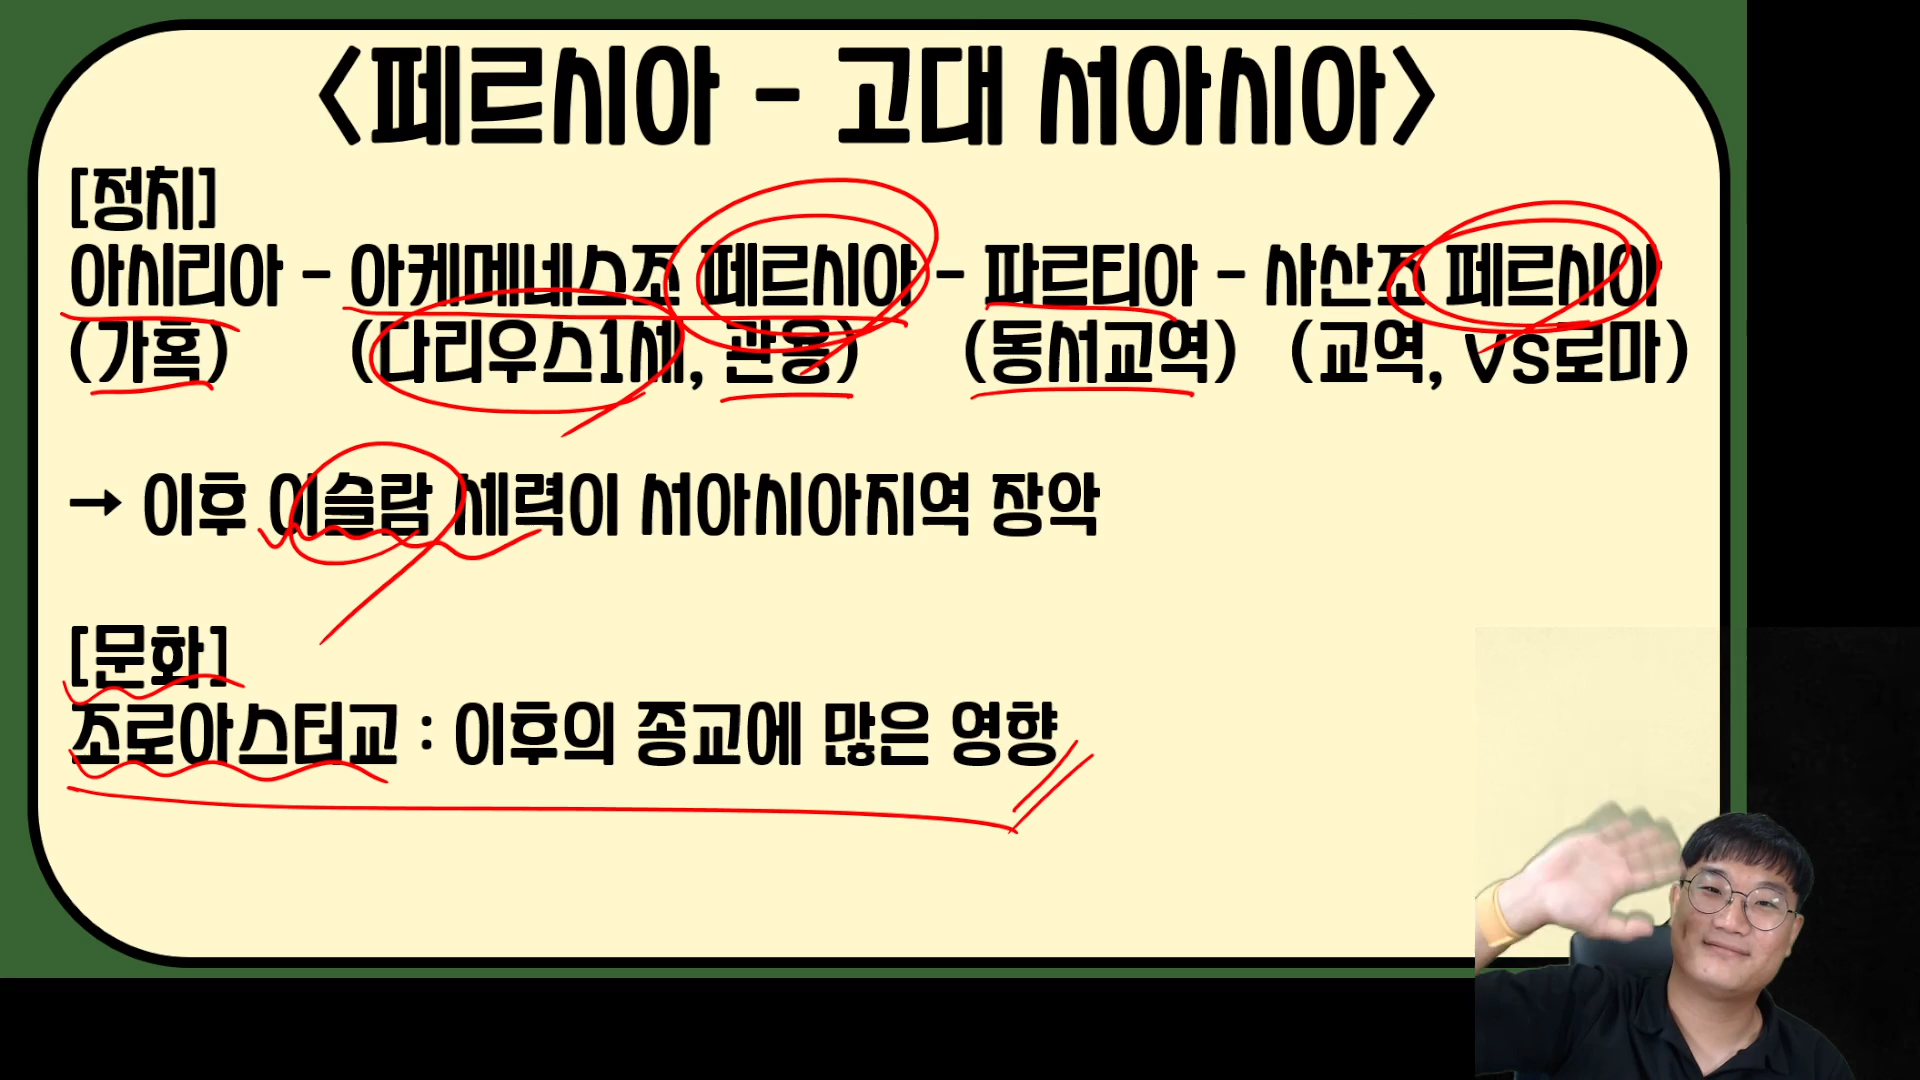 <페르시아 - 고대 서아시아>
[정치]
아시리아 - 아케메네스조 페르시아 - 파르티아 - 사산조 페르시아
(가혹) (다리우스1세, 관용) (동서교역) (교역, VS로마)
→ 이후 이슬람 세력이 서아시아지역 장악
[문화]
조로아스터교 : 이후의 종교에 많은 영향